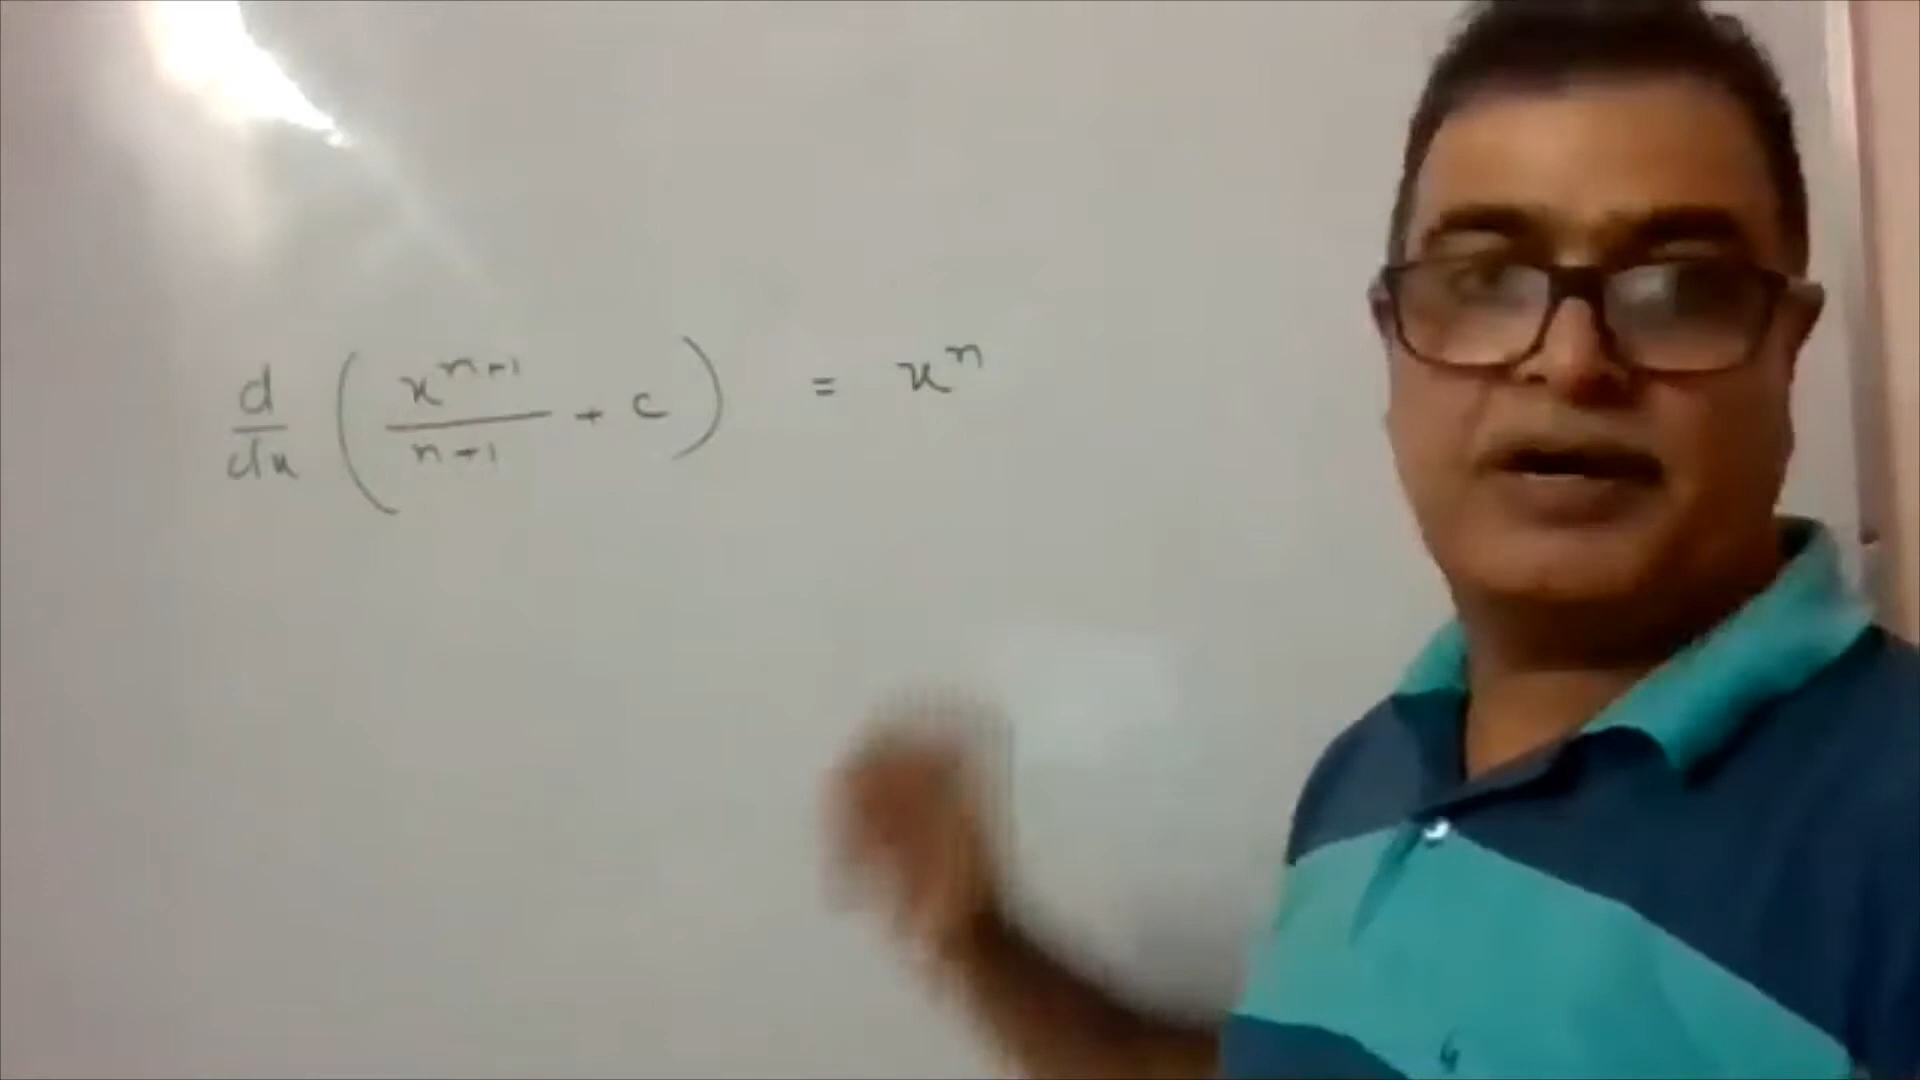 d/dx ( x^{n+1}/n+1 + c ) = x^n